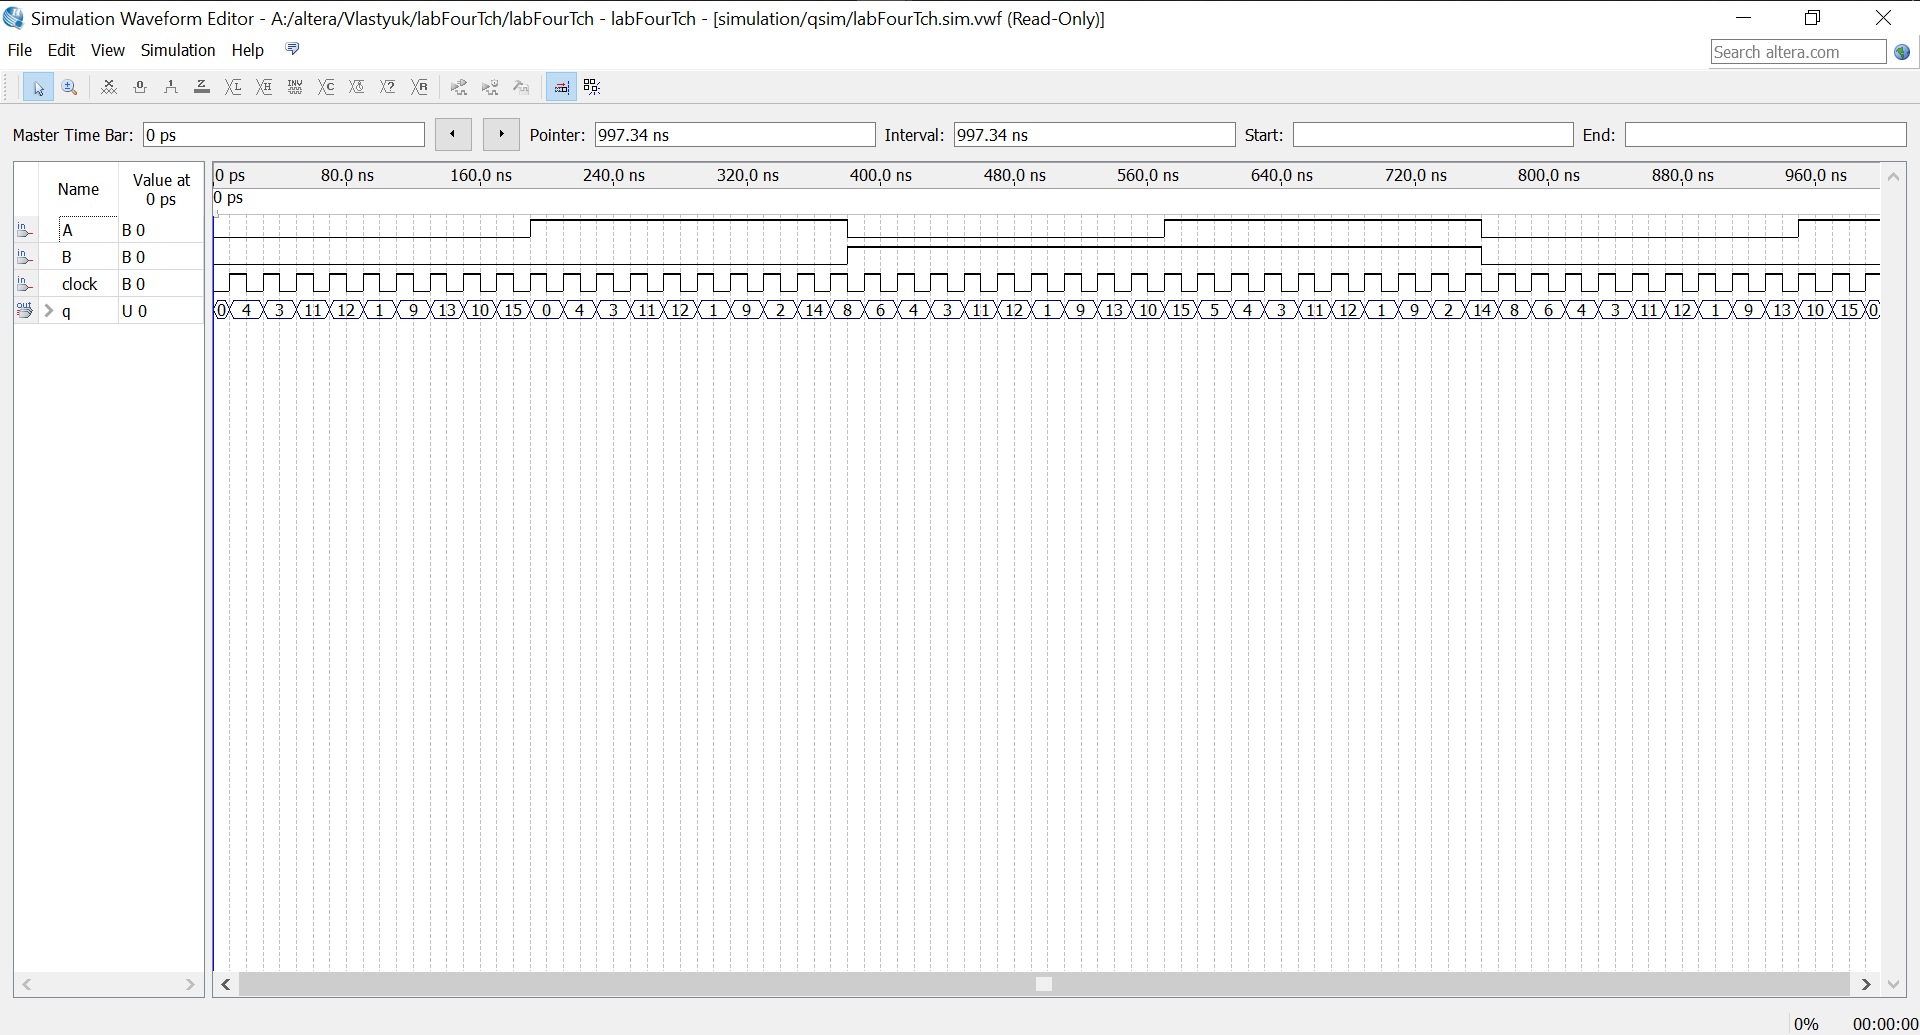 Simulation Waveform Editor - A:/altera/Vlastyuk/labFourTch/labFourTch - labFourTch - [simulation/qsim/labFourTch.sim.vwf (Read-Only)]
File Edit View Simulation Help
Search altera.com
Master Time Bar: 0 ps Pointer: 997.34 ns Interval: 997.34 ns Start: End:
Name Value at 0 ps
0 ps 80.0 ns 160.0 ns 240.0 ns 320.0 ns 400.0 ns 480.0 ns 560.0 ns 640.0 ns 720.0 ns 800.0 ns 880.0 ns 960.0 ns
0 ps
in A B 0
in B B 0
in clock B 0
out q U 0 0 4 3 11 12 1 9 13 10 15 0 4 3 11 12 1 9 2 14 8 6 4 3 11 12 1 9 13 10 15 5 4 3 11 12 1 9 2 14 8 6 4 3 11 12 1 9 13 10 15 0
0% 00:00:00